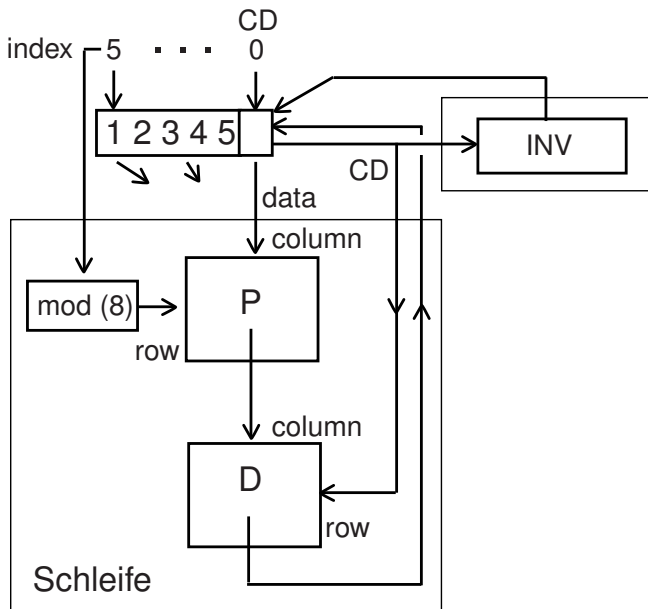 CD
index 5 . . . 0
1 2 3 4 5
INV
CD
data
column
mod (8)
P
row
column
D
row
Schleife